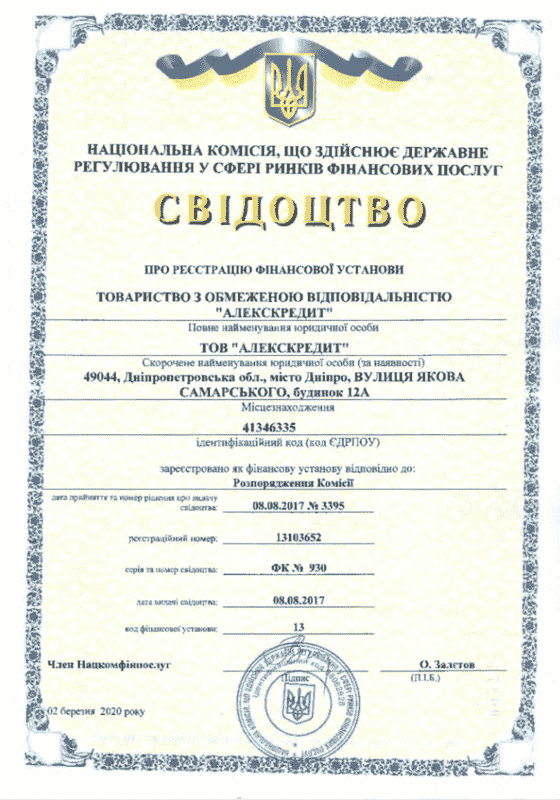 НАЦІОНАЛЬНА КОМІСІЯ, ЩО ЗДІЙСНЮЄ ДЕРЖАВНЕ
РЕГУЛЮВАННЯ У СФЕРІ РИНКІВ ФІНАНСОВИХ ПОСЛУГ
СВІДОЦТВО
ПРО РЕЄСТРАЦІЮ ФІНАНСОВОЇ УСТАНОВИ
ТОВАРИСТВО З ОБМЕЖЕНОЮ ВІДПОВІДАЛЬНІСТЮ
"АЛЕКСКРЕДИТ"
Повне найменування юридичної особи
ТОВ "АЛЕКСКРЕДИТ"
Скорочене найменування юридичної особи (за наявності)
49044, Дніпропетровська обл., місто Дніпро, ВУЛИЦЯ ЯКОВА
САМАРСЬКОГО, будинок 12А
Місцезнаходження
41346335
ідентифікаційний код (код ЄДРПОУ)
зареєстровано як фінансову установу відповідно до:
Розпорядження Комісії
дата прийняття та номер рішення про видачу
свідоцтва: 08.08.2017 № 3395
реєстраційний номер: 13103652
серія та номер свідоцтва: ФК № 930
дата видачі свідоцтва: 08.08.2017
код фінансової установи: 13
Член Нацкомфінпослуг О. Залєтов
Підпис (П.І.Б.)
02 березня 2020 року